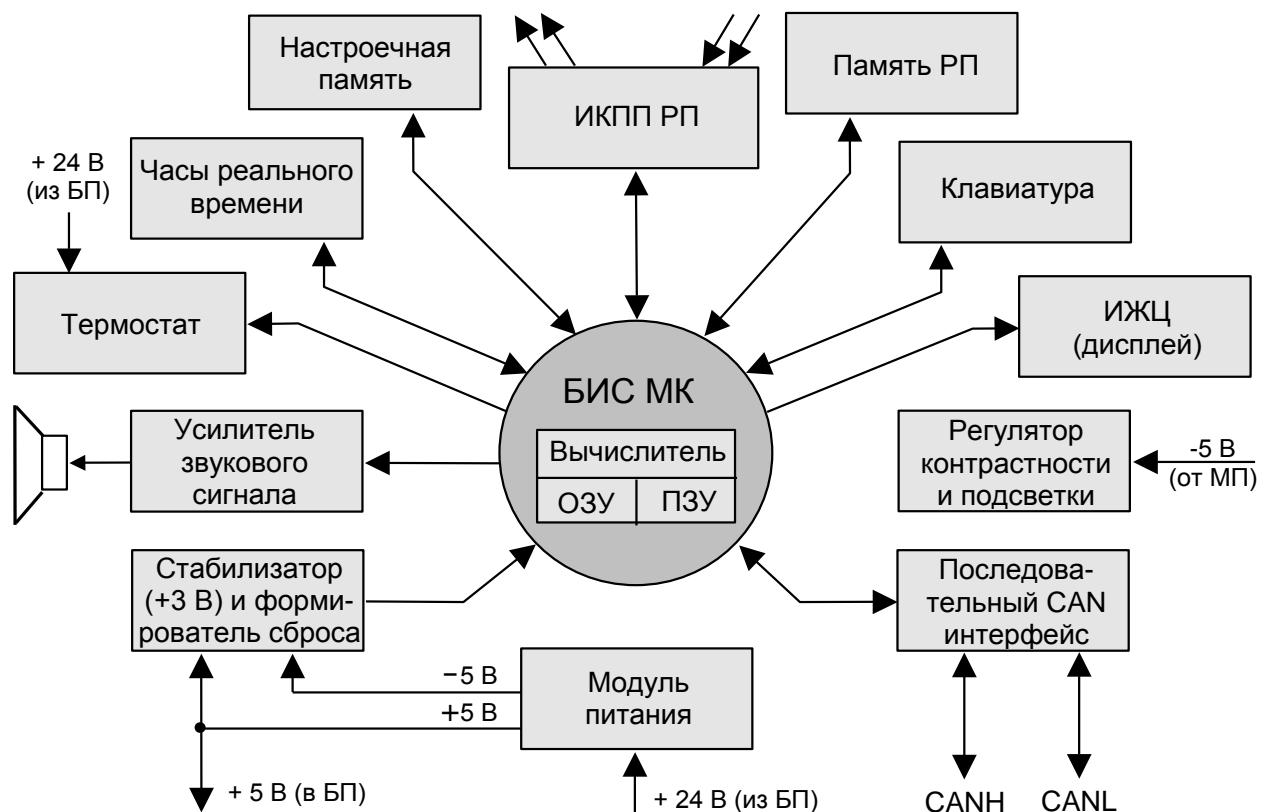 Настроечная
память
ИКПП РП
Память РП
+ 24 В
(из БП)
Часы реального
времени
Клавиатура
Термостат
ИЖЦ
(дисплей)
БИС МК
Вычислитель
ОЗУ
ПЗУ
Усилитель
звукового
сигнала
Регулятор
контрастности
и подсветки
-5 В
(от МП)
Стабилизатор
(+3 В) и форми-
рователь сброса
Последова-
тельный CAN
интерфейс
−5 В
+5 В
Модуль
питания
+ 5 В (в БП)
+ 24 В (из БП)
CANH
CANL